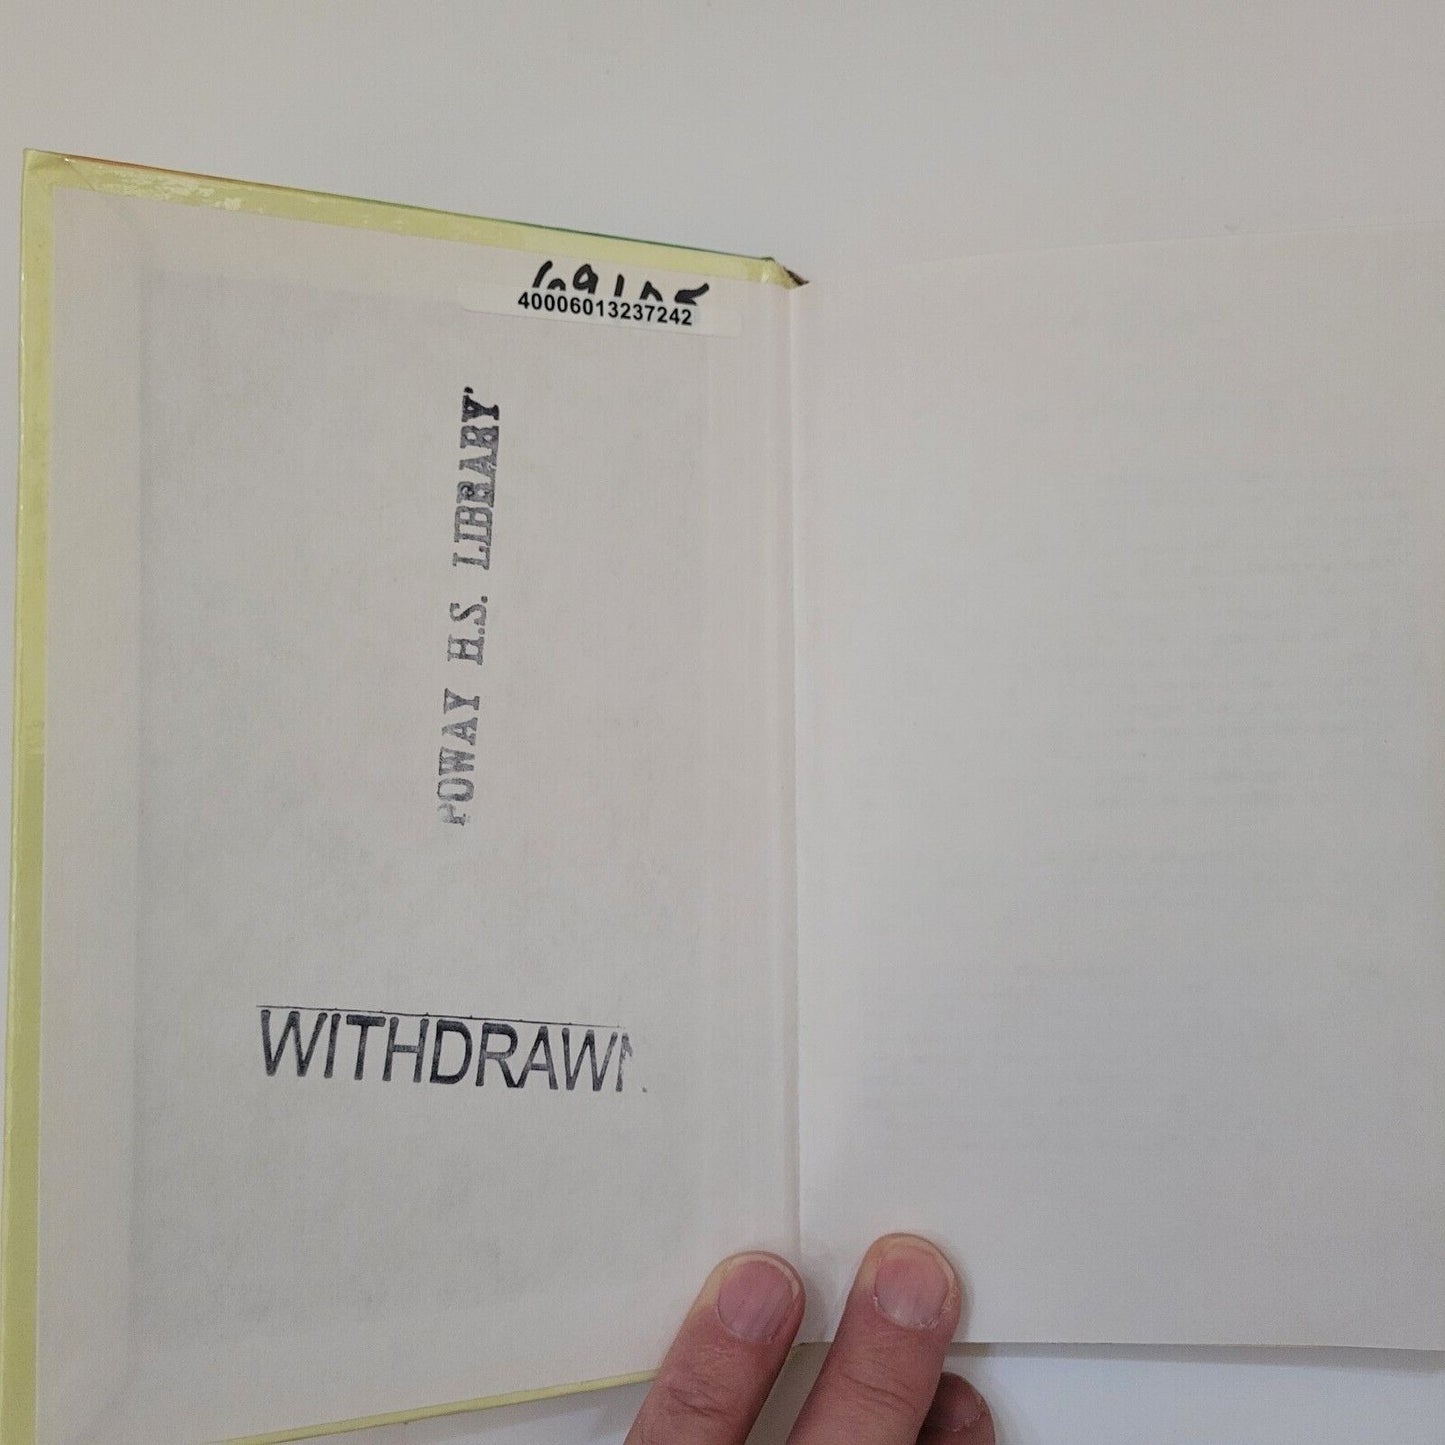 40006013237242
POWAY H.S. LIBRARY
WITHDRAWN